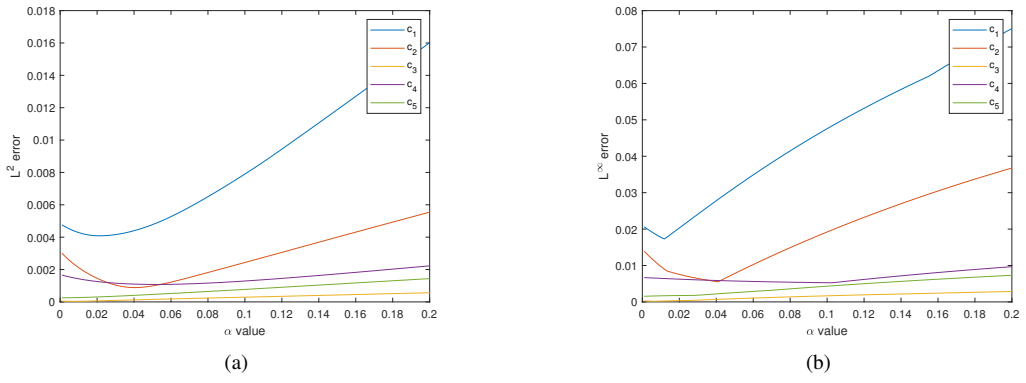 0.018
0.016
0.014
0.012
0.01
0.008
0.006
0.004
0.002
0
L² error
0 0.02 0.04 0.06 0.08 0.1 0.12 0.14 0.16 0.18 0.2
α value
c₁
c₂
c₃
c₄
c₅
(a)
0.08
0.07
0.06
0.05
0.04
0.03
0.02
0.01
0
L^∞ error
0 0.02 0.04 0.06 0.08 0.1 0.12 0.14 0.16 0.18 0.2
α value
c₁
c₂
c₃
c₄
c₅
(b)